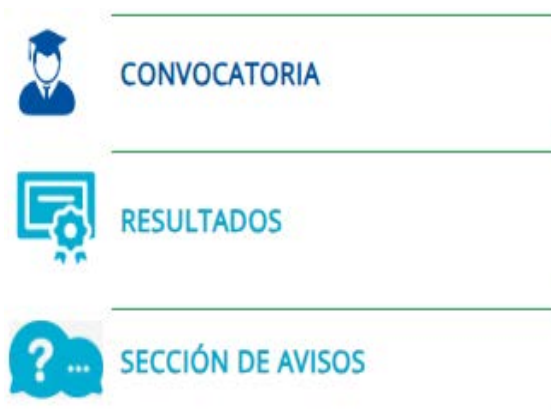 CONVOCATORIA
RESULTADOS
? ...
SECCIÓN DE AVISOS